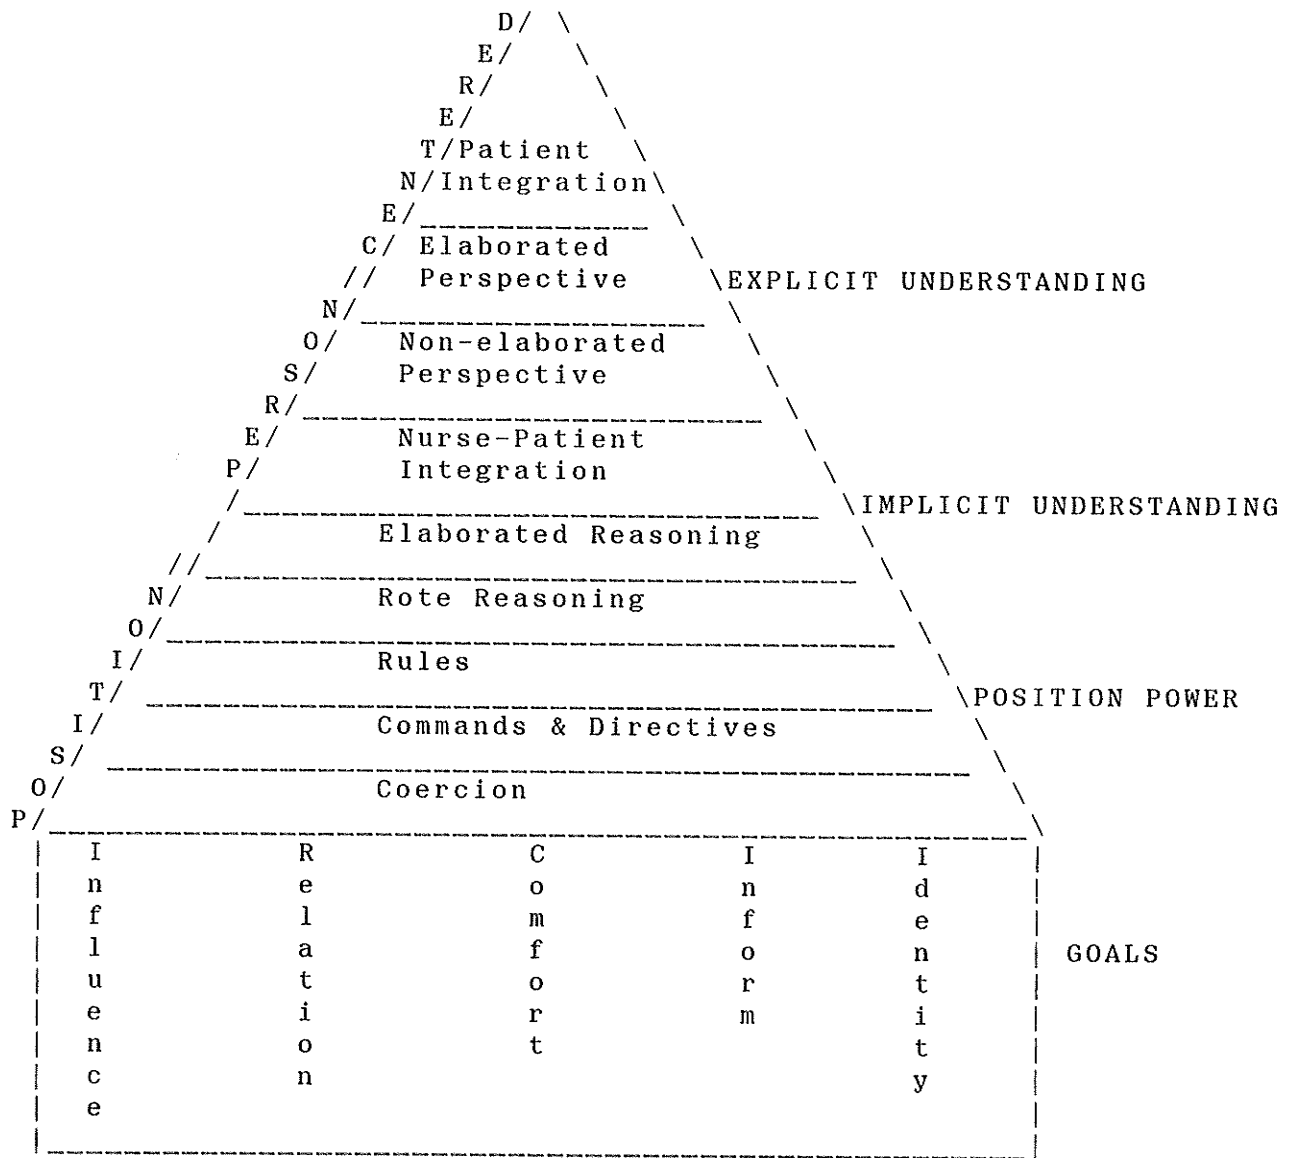 PERSON CENTERED
Patient
Integration
Elaborated
Perspective
EXPLICIT UNDERSTANDING
Non-elaborated
Perspective
Nurse-Patient
Integration
IMPLICIT UNDERSTANDING
Elaborated Reasoning
POSITION
Rote Reasoning
Rules
POSITION POWER
Commands & Directives
Coercion
Influence
Relation
Comfort
Inform
Identity
GOALS